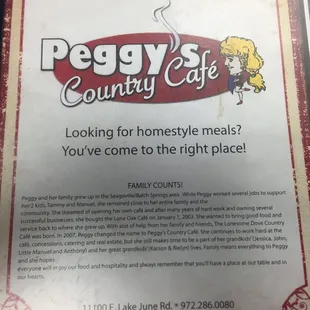 Peggy's
Country Café
Looking for homestyle meals?
You've come to the right place!
FAMILY COUNTS!
Peggy and her family grew up in the Seagoville/Balch Springs area. While Peggy worked several jobs to support
her 2 kids, Tammy and Manuel, she remained close to her entire family and the
community. She dreamed of opening her own café and after many years of hard work and owning several
successful businesses, she bought the Lone Oak Café on January 1, 2003. She wanted to bring good food and
service back to where she grew up. With a lot of help from her family and friends, The Lonesome Dove Country
Café was born. In 2007, Peggy changed the name to Peggy's Country Café. She continues to work hard at the
café, concessions, catering and real estate, but she still makes time to be a part of her grandkids' (Jessica, John,
Little Manuel and Anthony) and her great grandkids' (Karson & Raelyn) lives. Family means everything to Peggy
and she hopes
everyone will enjoy our food and hospitality and always remember that you'll have a place at our table and in
our hearts.
11100 E. Lake June Rd. * 972.286.0080